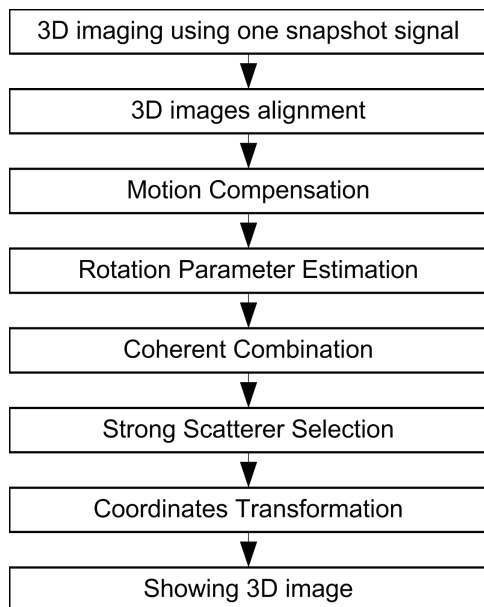 3D imaging using one snapshot signal
3D images alignment
Motion Compensation
Rotation Parameter Estimation
Coherent Combination
Strong Scatterer Selection
Coordinates Transformation
Showing 3D image